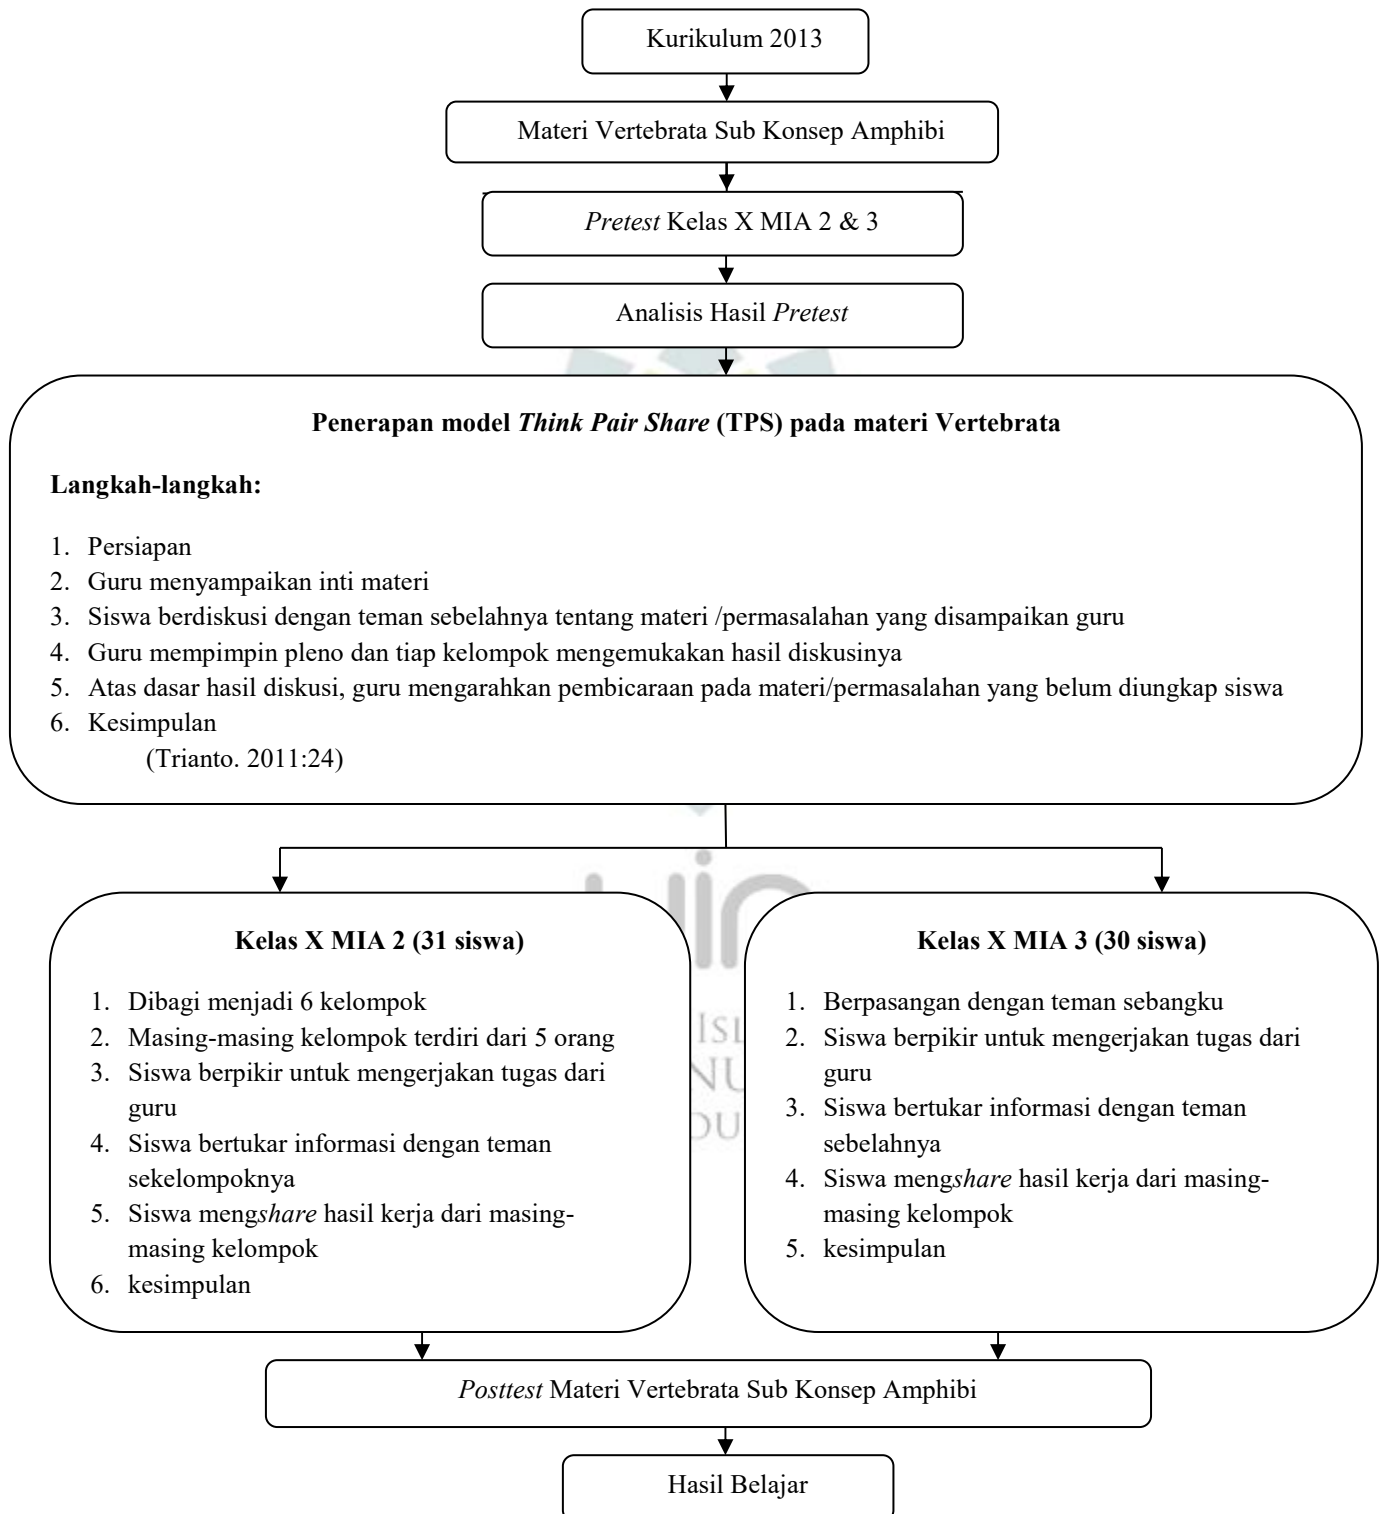 Kurikulum 2013
Materi Vertebrata Sub Konsep Amphibi
Pretest Kelas X MIA 2 & 3
Analisis Hasil Pretest
Penerapan model Think Pair Share (TPS) pada materi Vertebrata
Langkah-langkah:
1. Persiapan
2. Guru menyampaikan inti materi
3. Siswa berdiskusi dengan teman sebelahnya tentang materi /permasalahan yang disampaikan guru
4. Guru mempimpin pleno dan tiap kelompok mengemukakan hasil diskusinya
5. Atas dasar hasil diskusi, guru mengarahkan pembicaraan pada materi/permasalahan yang belum diungkap siswa
6. Kesimpulan
(Trianto. 2011:24)
Kelas X MIA 2 (31 siswa)
1. Dibagi menjadi 6 kelompok
2. Masing-masing kelompok terdiri dari 5 orang
3. Siswa berpikir untuk mengerjakan tugas dari
guru
4. Siswa bertukar informasi dengan teman
sekelompoknya
5. Siswa mengshare hasil kerja dari masing-
masing kelompok
6. kesimpulan
Kelas X MIA 3 (30 siswa)
1. Berpasangan dengan teman sebangku
2. Siswa berpikir untuk mengerjakan tugas dari
guru
3. Siswa bertukar informasi dengan teman
sebelahnya
4. Siswa mengshare hasil kerja dari masing-
masing kelompok
5. kesimpulan
Posttest Materi Vertebrata Sub Konsep Amphibi
Hasil Belajar